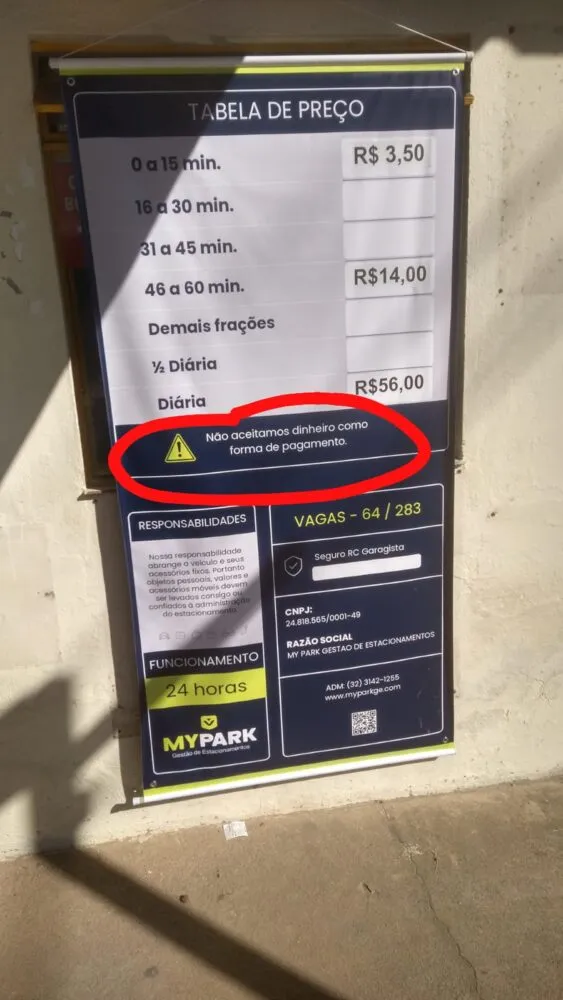 TABELA DE PREÇO
0 a 15 min. R$ 3,50
16 a 30 min.
31 a 45 min.
46 a 60 min. R$14,00
Demais frações
½ Diária
Diária R$56,00
Não aceitamos dinheiro como
forma de pagamento.
RESPONSABILIDADES
Nossa responsabilidade
abrange o veículo e seus
acessórios fixos. Portanto
objetos pessoais, valores e
acessórios móveis devem
ser levados consigo ou
confiados à administração
do estacionamento.
FUNCIONAMENTO
24 horas
MYPARK
Gestão de Estacionamentos
VAGAS - 64 / 283
Seguro RC Garagista
CNPJ:
24.818.565/0001-49
RAZÃO SOCIAL
MY PARK GESTAO DE ESTACIONAMENTOS
ADM: (32) 3142-1255
www.myparkge.com